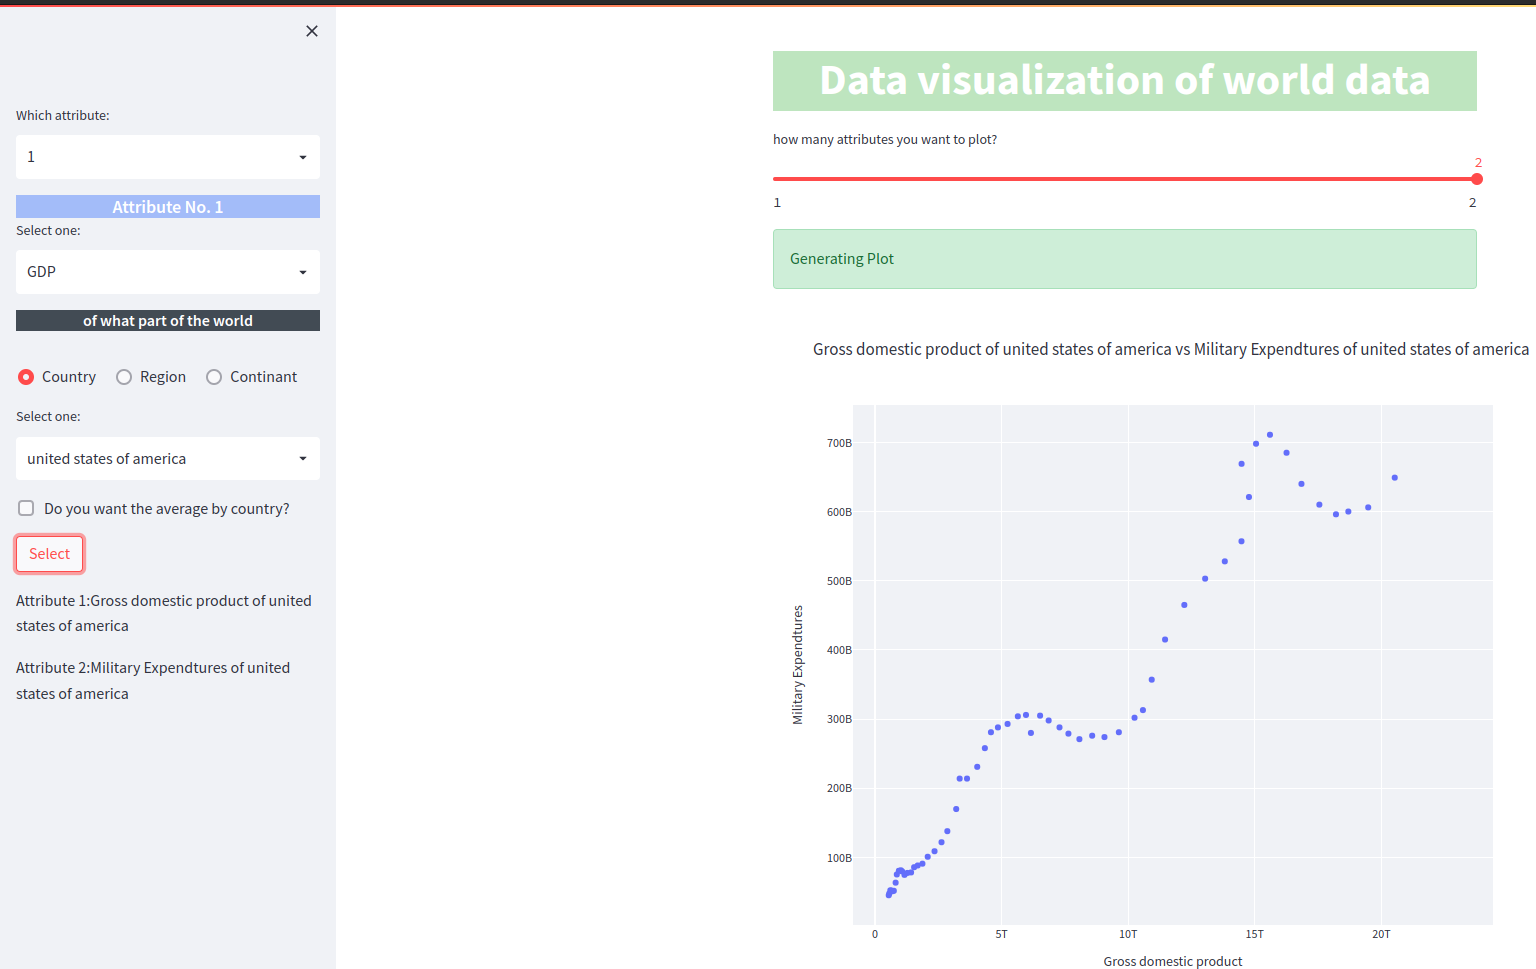 Which attribute:
1
Attribute No. 1
Select one:
GDP
of what part of the world
Country Region Continant
Select one:
united states of america
Do you want the average by country?
Select
Attribute 1:Gross domestic product of united
states of america
Attribute 2:Military Expendtures of united
states of america
Data visualization of world data
how many attributes you want to plot?
2
1 2
Generating Plot
Gross domestic product of united states of america vs Military Expendtures of united states of america
700B
600B
500B
400B
300B
200B
100B
Military Expendtures
0 5T 10T 15T 20T
Gross domestic product